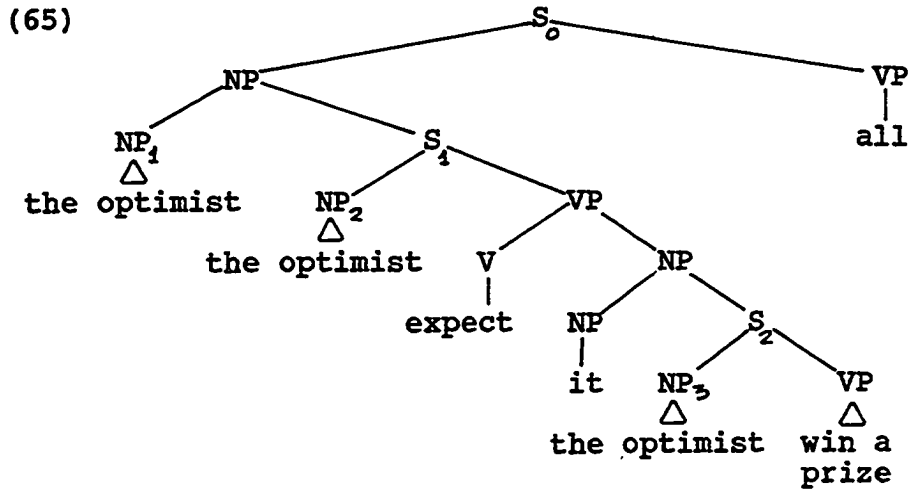 (65) S0
NP VP
NP1 S1 all
the optimist NP2 VP
the optimist V NP
expect NP S2
it NP3 VP
the optimist win a
prize